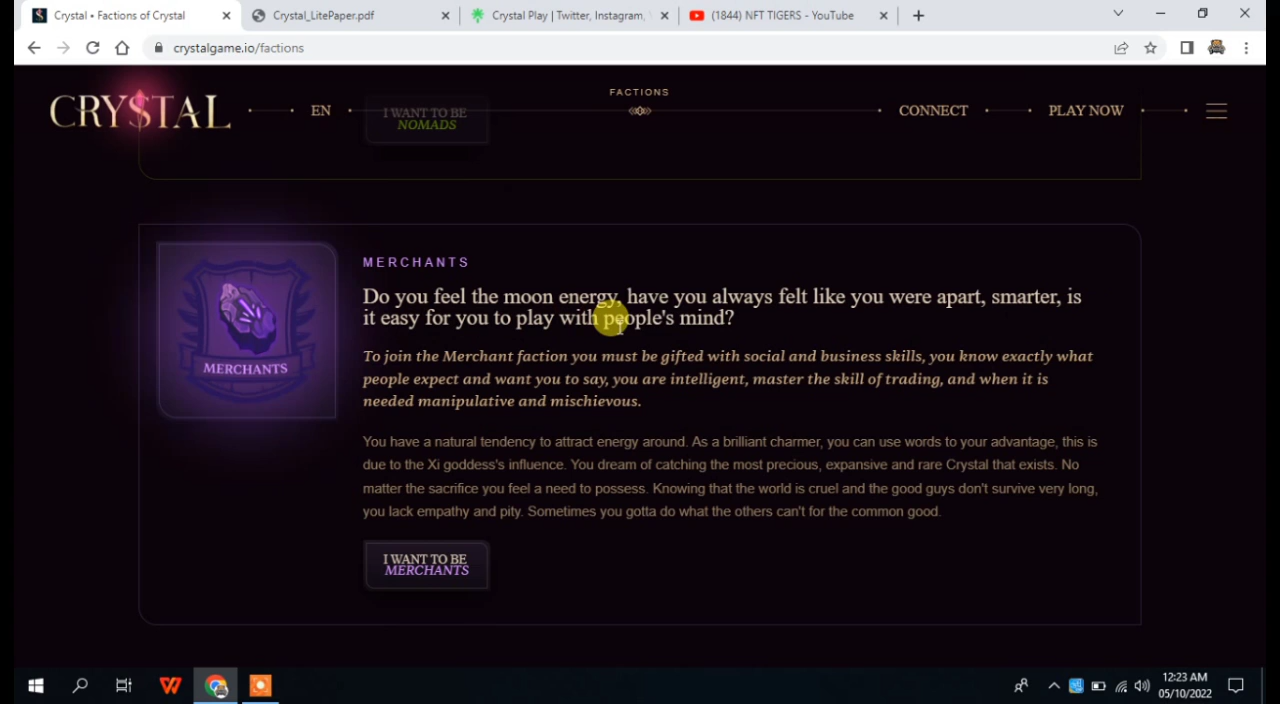 Crystal • Factions of Crystal
Crystal_LitePaper.pdf
Crystal Play | Twitter, Instagram,
(1844) NFT TIGERS - YouTube
crystalgame.io/factions
CRYSTAL
EN
I WANT TO BE
NOMADS
FACTIONS
CONNECT
PLAY NOW
MERCHANTS
MERCHANTS
Do you feel the moon energy, have you always felt like you were apart, smarter, is
it easy for you to play with people's mind?
To join the Merchant faction you must be gifted with social and business skills, you know exactly what
people expect and want you to say, you are intelligent, master the skill of trading, and when it is
needed manipulative and mischievous.
You have a natural tendency to attract energy around. As a brilliant charmer, you can use words to your advantage, this is
due to the Xi goddess's influence. You dream of catching the most precious, expansive and rare Crystal that exists. No
matter the sacrifice you feel a need to possess. Knowing that the world is cruel and the good guys don't survive very long,
you lack empathy and pity. Sometimes you gotta do what the others can't for the common good.
I WANT TO BE
MERCHANTS
12:23 AM
05/10/2022